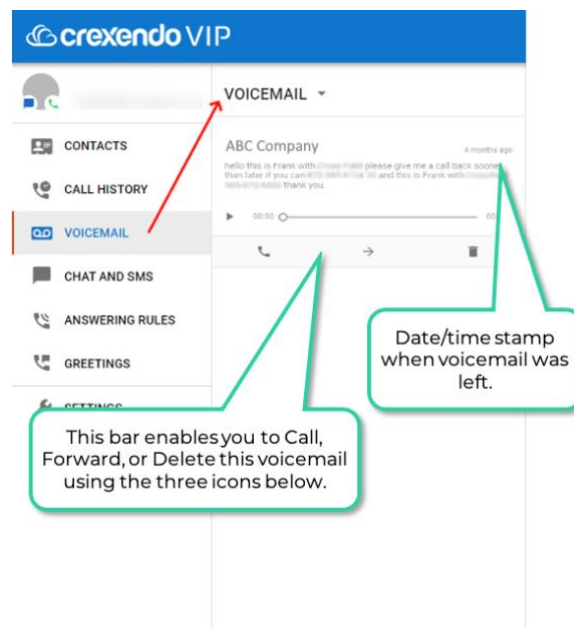 crexendo VIP
VOICEMAIL
CONTACTS
CALL HISTORY
VOICEMAIL
CHAT AND SMS
ANSWERING RULES
GREETINGS
SETTINGS
ABC Company
4 months ago
hello this is Frank with please give me a call back sooner
than later if you can and this is Frank with
thank you.
00:00
00
Date/time stamp
when voicemail was
left.
This bar enables you to Call,
Forward, or Delete this voicemail
using the three icons below.